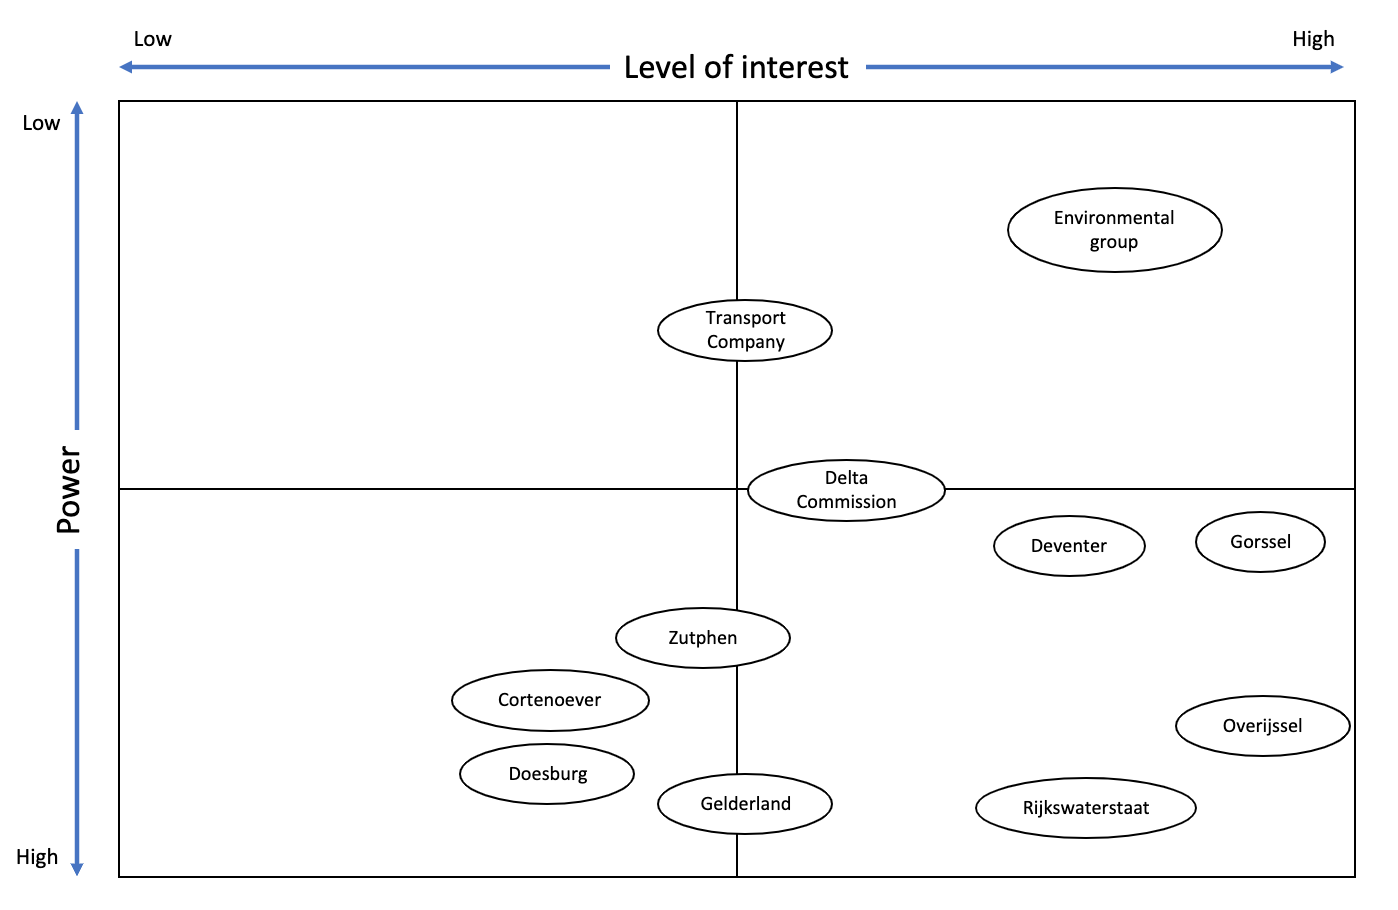 Low
High
Level of interest
Low
Environmental
group
Transport
Company
Power
Delta
Commission
Deventer
Gorssel
Zutphen
Cortenoever
Overijssel
Doesburg
Gelderland
Rijkswaterstaat
High